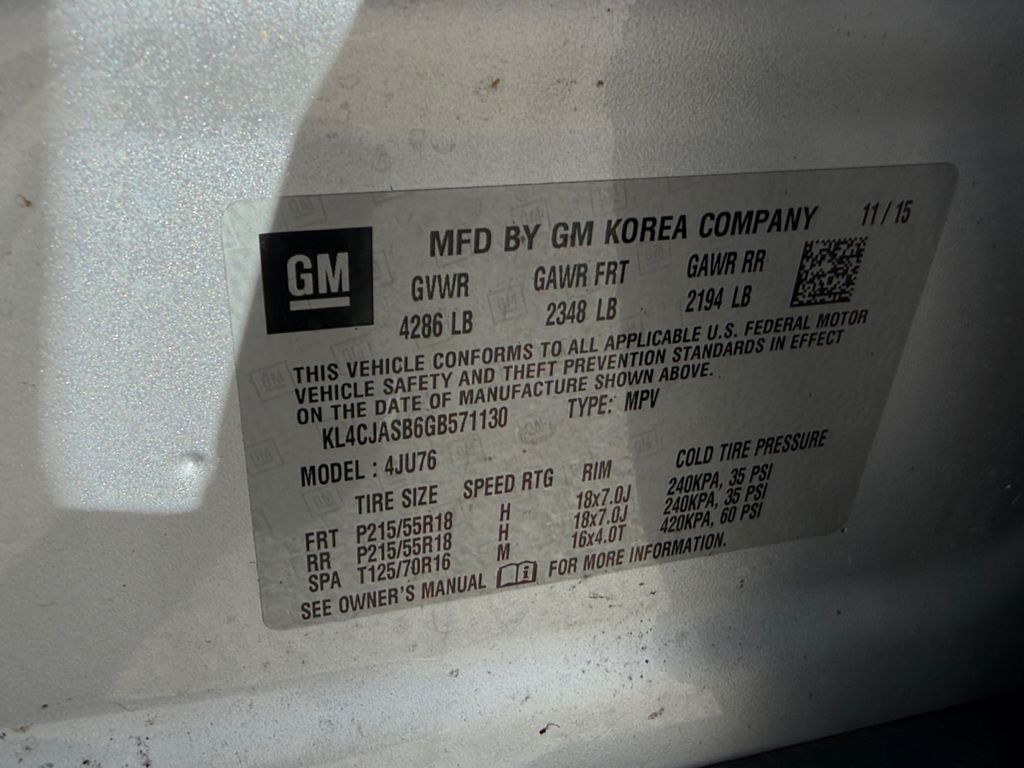 GM
MFD BY GM KOREA COMPANY 11 / 15
GVWR GAWR FRT GAWR RR
4286 LB 2348 LB 2194 LB
THIS VEHICLE CONFORMS TO ALL APPLICABLE U.S. FEDERAL MOTOR
VEHICLE SAFETY AND THEFT PREVENTION STANDARDS IN EFFECT
ON THE DATE OF MANUFACTURE SHOWN ABOVE.
KL4CJASB6GB571130 TYPE: MPV
MODEL : 4JU76
TIRE SIZE SPEED RTG RIM COLD TIRE PRESSURE
FRT P215/55R18 H 18x7.0J 240KPA, 35 PSI
RR P215/55R18 H 18x7.0J 240KPA, 35 PSI
SPA T125/70R16 M 16x4.0T 420KPA, 60 PSI
SEE OWNER'S MANUAL FOR MORE INFORMATION.